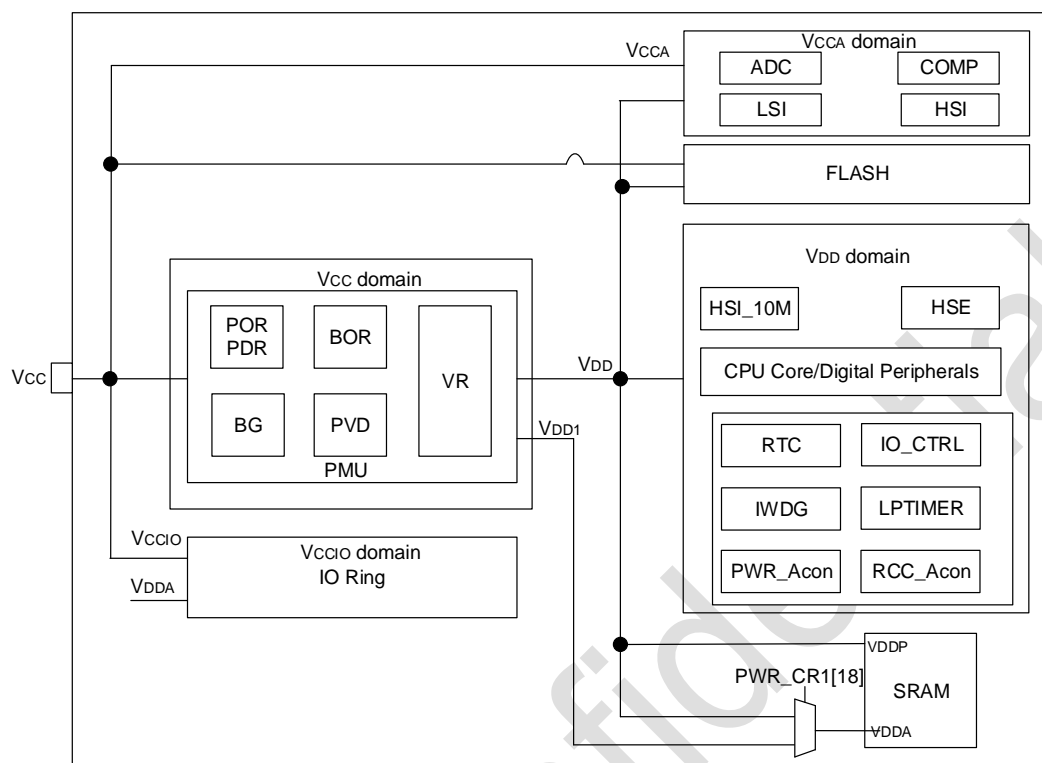 VCCA domain
VCCA
ADC
COMP
LSI
HSI
FLASH
VCC domain
POR
PDR
BOR
VR
BG
PVD
PMU
VCC
VDD
VDD1
VDD domain
HSI_10M
HSE
CPU Core/Digital Peripherals
RTC
IO_CTRL
IWDG
LPTIMER
PWR_Acon
RCC_Acon
VCCIO
VCCIO domain
IO Ring
VDDA
VDDP
PWR_CR1[18]
SRAM
VDDA